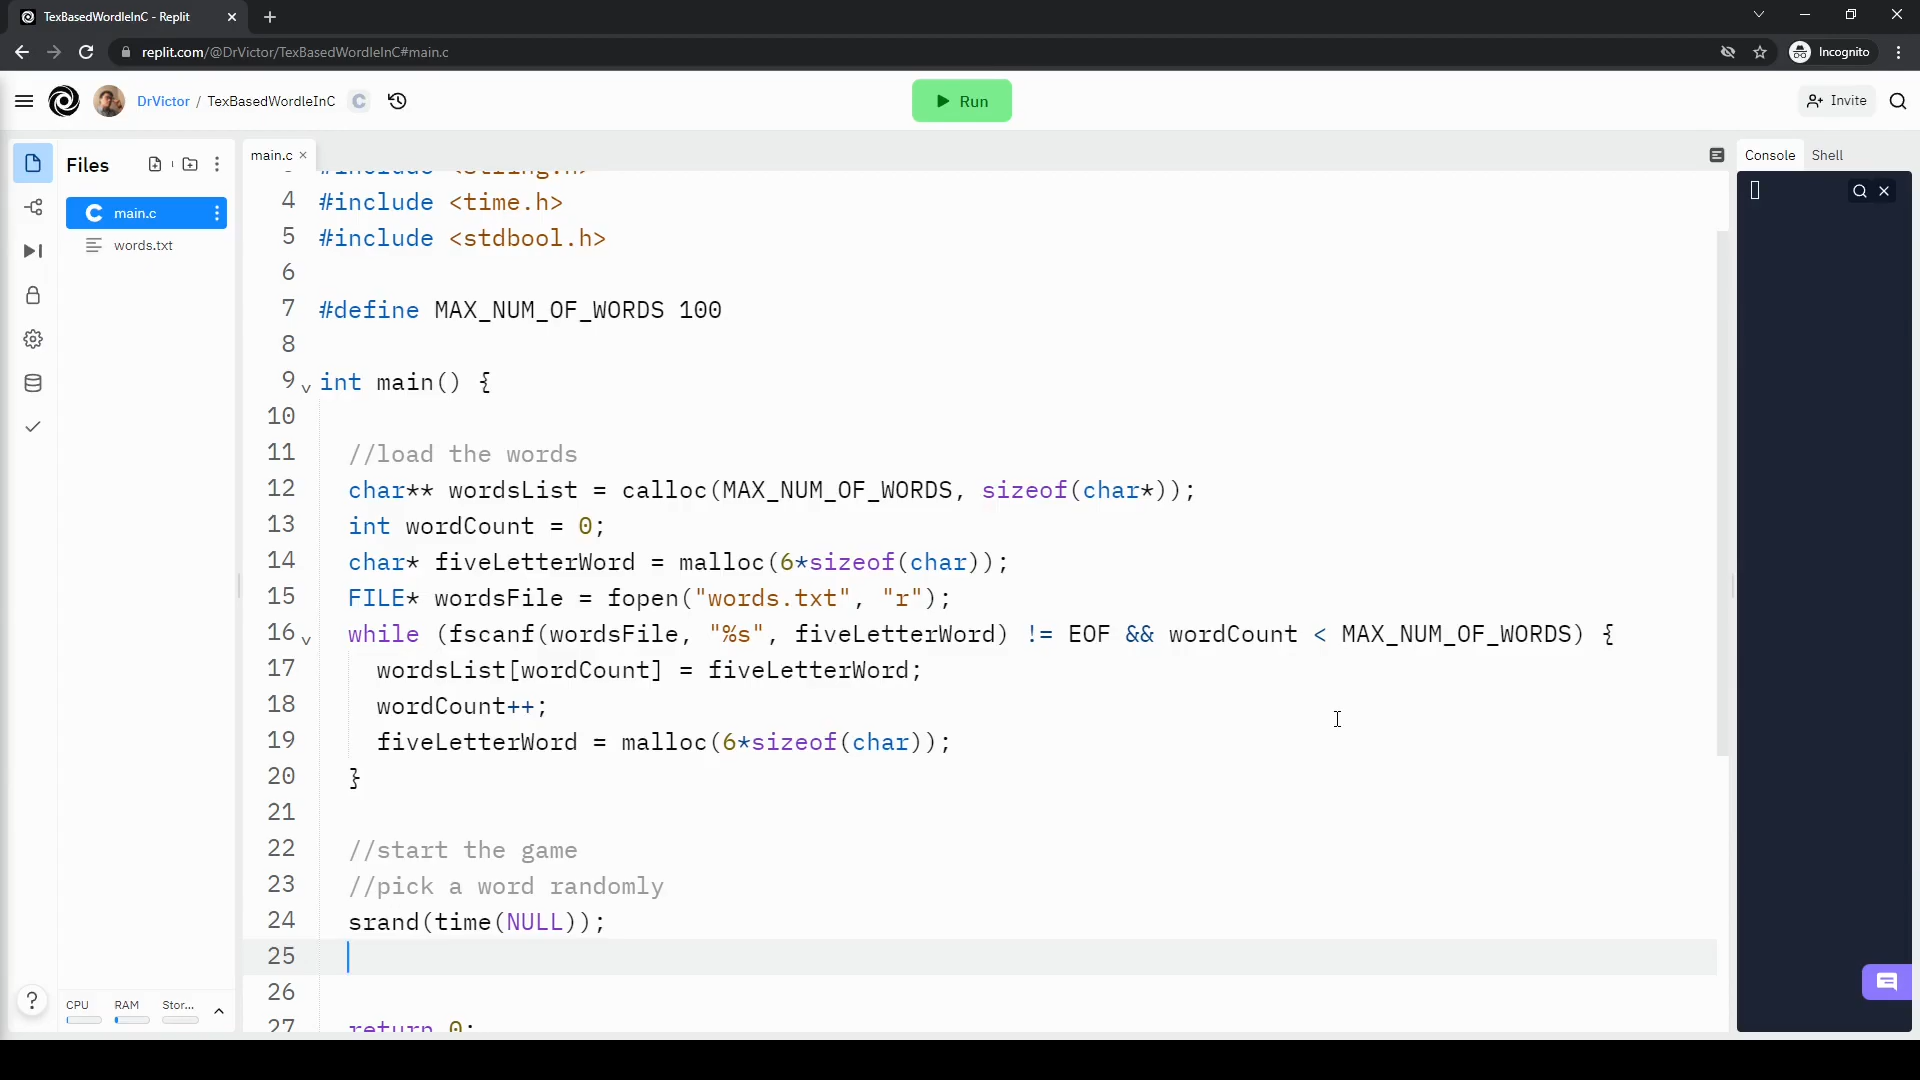 TexBasedWordleInC - Replit
replit.com/@DrVictor/TexBasedWordleInC#main.c
Incognito
DrVictor / TexBasedWordleInC
C
Run
Invite
Files
main.c
words.txt
main.c
Console
Shell
#include <string.h>
4 #include <time.h>
5 #include <stdbool.h>
6
7 #define MAX_NUM_OF_WORDS 100
8
9 int main() {
10
11 //load the words
12 char** wordsList = calloc(MAX_NUM_OF_WORDS, sizeof(char*));
13 int wordCount = 0;
14 char* fiveLetterWord = malloc(6*sizeof(char));
15 FILE* wordsFile = fopen("words.txt", "r");
16 while (fscanf(wordsFile, "%s", fiveLetterWord) != EOF && wordCount < MAX_NUM_OF_WORDS) {
17 wordsList[wordCount] = fiveLetterWord;
18 wordCount++;
19 fiveLetterWord = malloc(6*sizeof(char));
20 }
21
22 //start the game
23 //pick a word randomly
24 srand(time(NULL));
25
26
27 return 0;
?
CPU
RAM
Stor...